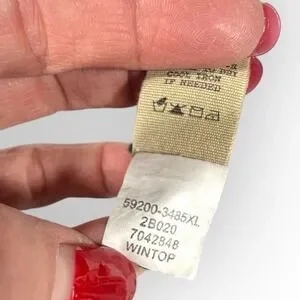 COOL IRON
IF NEEDED
59200-3485XL
2B020
7042848
WINTOP